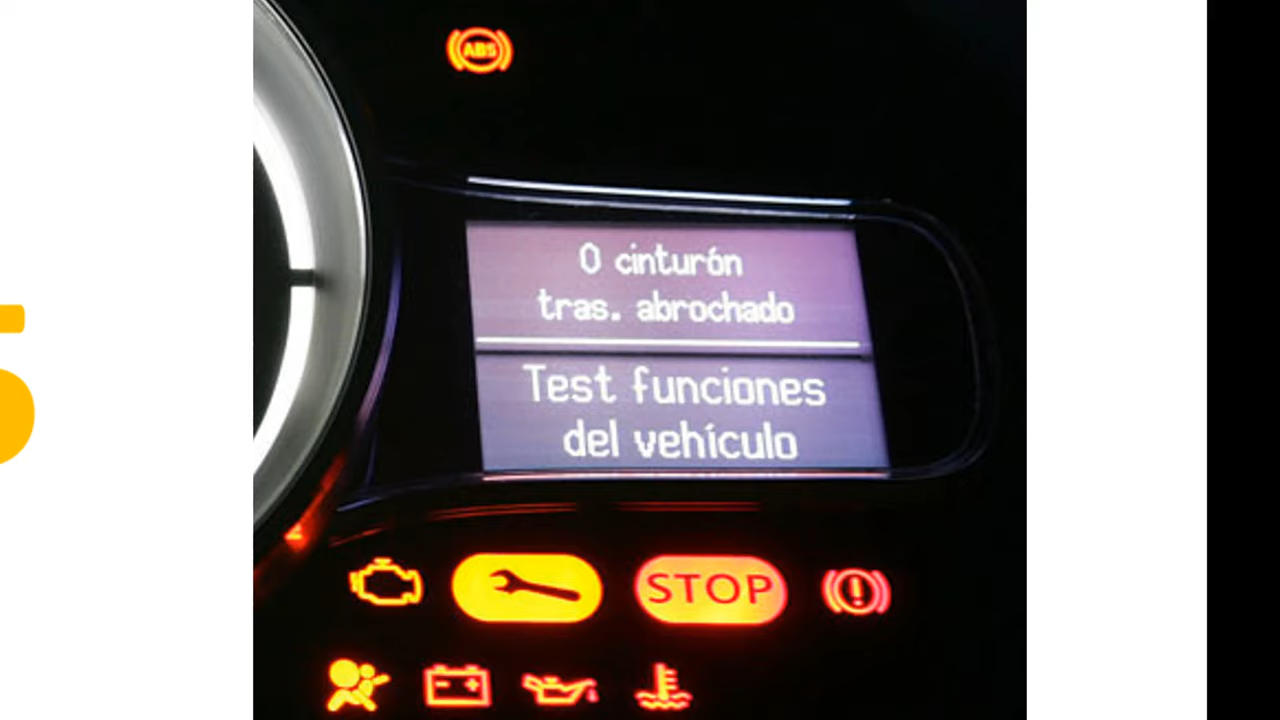 ABS
0 cinturón
tras. abrochado
Test funciones
del vehículo
STOP